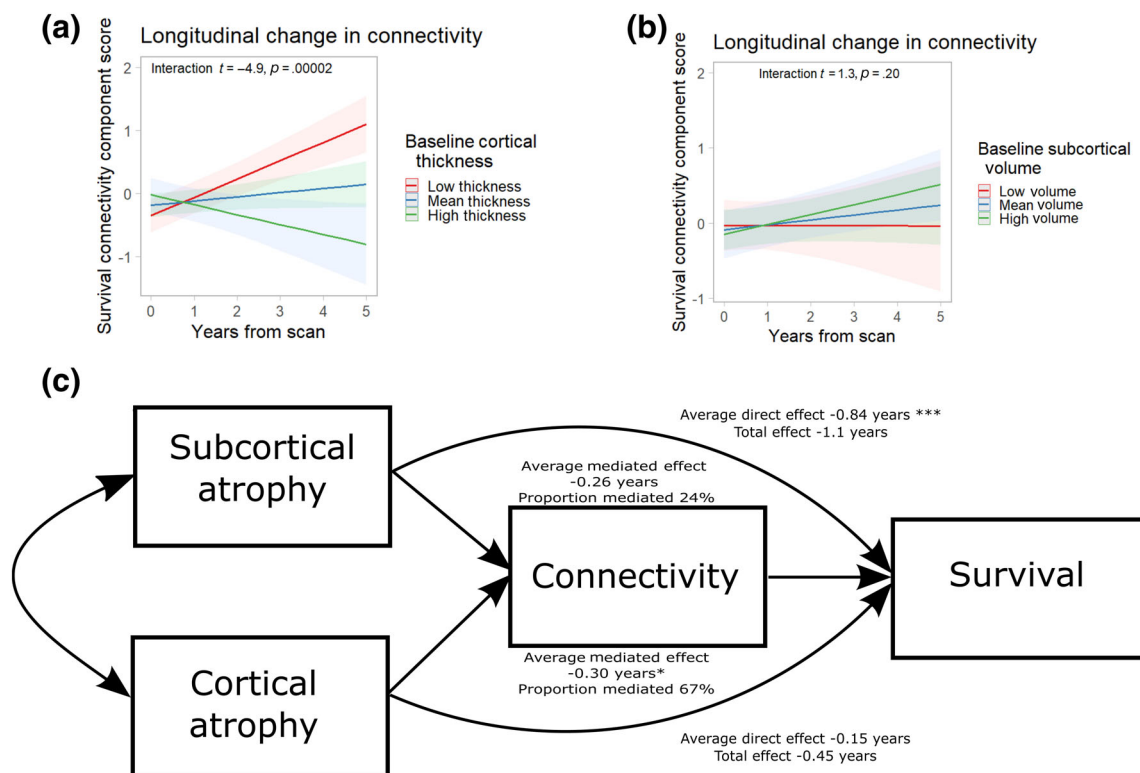 (a)
Longitudinal change in connectivity
Interaction t = −4.9, p = .00002
Survival connectivity component score
2
1
0
-1
0 1 2 3 4 5
Years from scan
Baseline cortical
thickness
Low thickness
Mean thickness
High thickness
(b)
Longitudinal change in connectivity
Interaction t = 1.3, p = .20
Survival connectivity component score
2
1
0
-1
0 1 2 3 4 5
Years from scan
Baseline subcortical
volume
Low volume
Mean volume
High volume
(c)
Subcortical
atrophy
Cortical
atrophy
Average direct effect -0.84 years ***
Total effect -1.1 years
Average mediated effect
-0.26 years
Proportion mediated 24%
Connectivity
Average mediated effect
-0.30 years*
Proportion mediated 67%
Survival
Average direct effect -0.15 years
Total effect -0.45 years